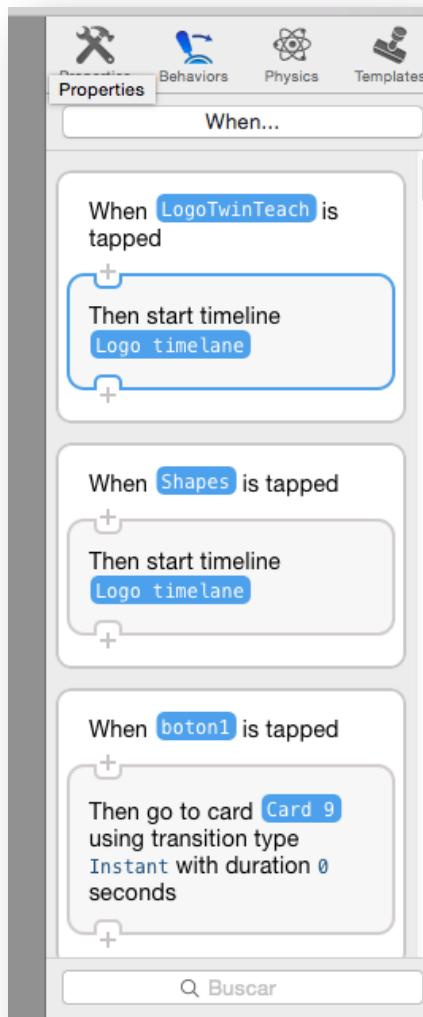 Behaviors
Physics
Templates
Properties
When...
When LogoTwinTeach is
tapped
Then start timeline
Logo timelane
When Shapes is tapped
Then start timeline
Logo timelane
When boton1 is tapped
Then go to card Card 9
using transition type
Instant with duration 0
seconds
Buscar